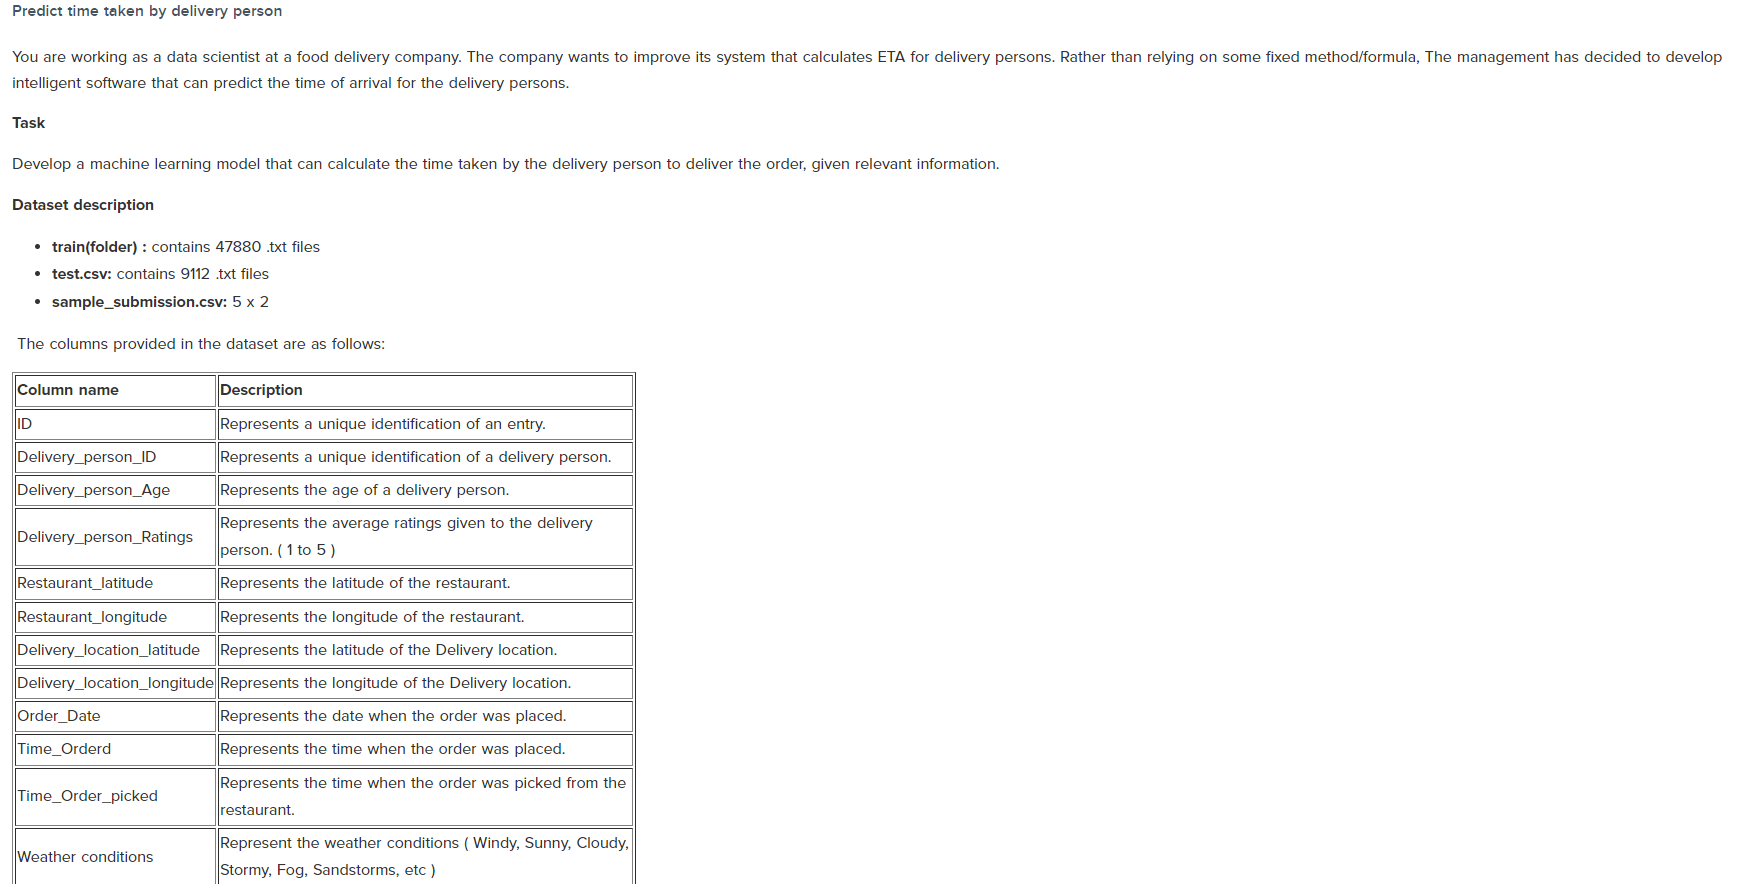 Predict time taken by delivery person
You are working as a data scientist at a food delivery company. The company wants to improve its system that calculates ETA for delivery persons. Rather than relying on some fixed method/formula, The management has decided to develop
intelligent software that can predict the time of arrival for the delivery persons.
Task
Develop a machine learning model that can calculate the time taken by the delivery person to deliver the order, given relevant information.
Dataset description
• train(folder) : contains 47880 .txt files
• test.csv: contains 9112 .txt files
• sample_submission.csv: 5 x 2
The columns provided in the dataset are as follows:
Column name Description
ID Represents a unique identification of an entry.
Delivery_person_ID Represents a unique identification of a delivery person.
Delivery_person_Age Represents the age of a delivery person.
Delivery_person_Ratings Represents the average ratings given to the delivery
person. ( 1 to 5 )
Restaurant_latitude Represents the latitude of the restaurant.
Restaurant_longitude Represents the longitude of the restaurant.
Delivery_location_latitude Represents the latitude of the Delivery location.
Delivery_location_longitude Represents the longitude of the Delivery location.
Order_Date Represents the date when the order was placed.
Time_Orderd Represents the time when the order was placed.
Time_Order_picked Represents the time when the order was picked from the
restaurant.
Weather conditions Represent the weather conditions ( Windy, Sunny, Cloudy,
Stormy, Fog, Sandstorms, etc )